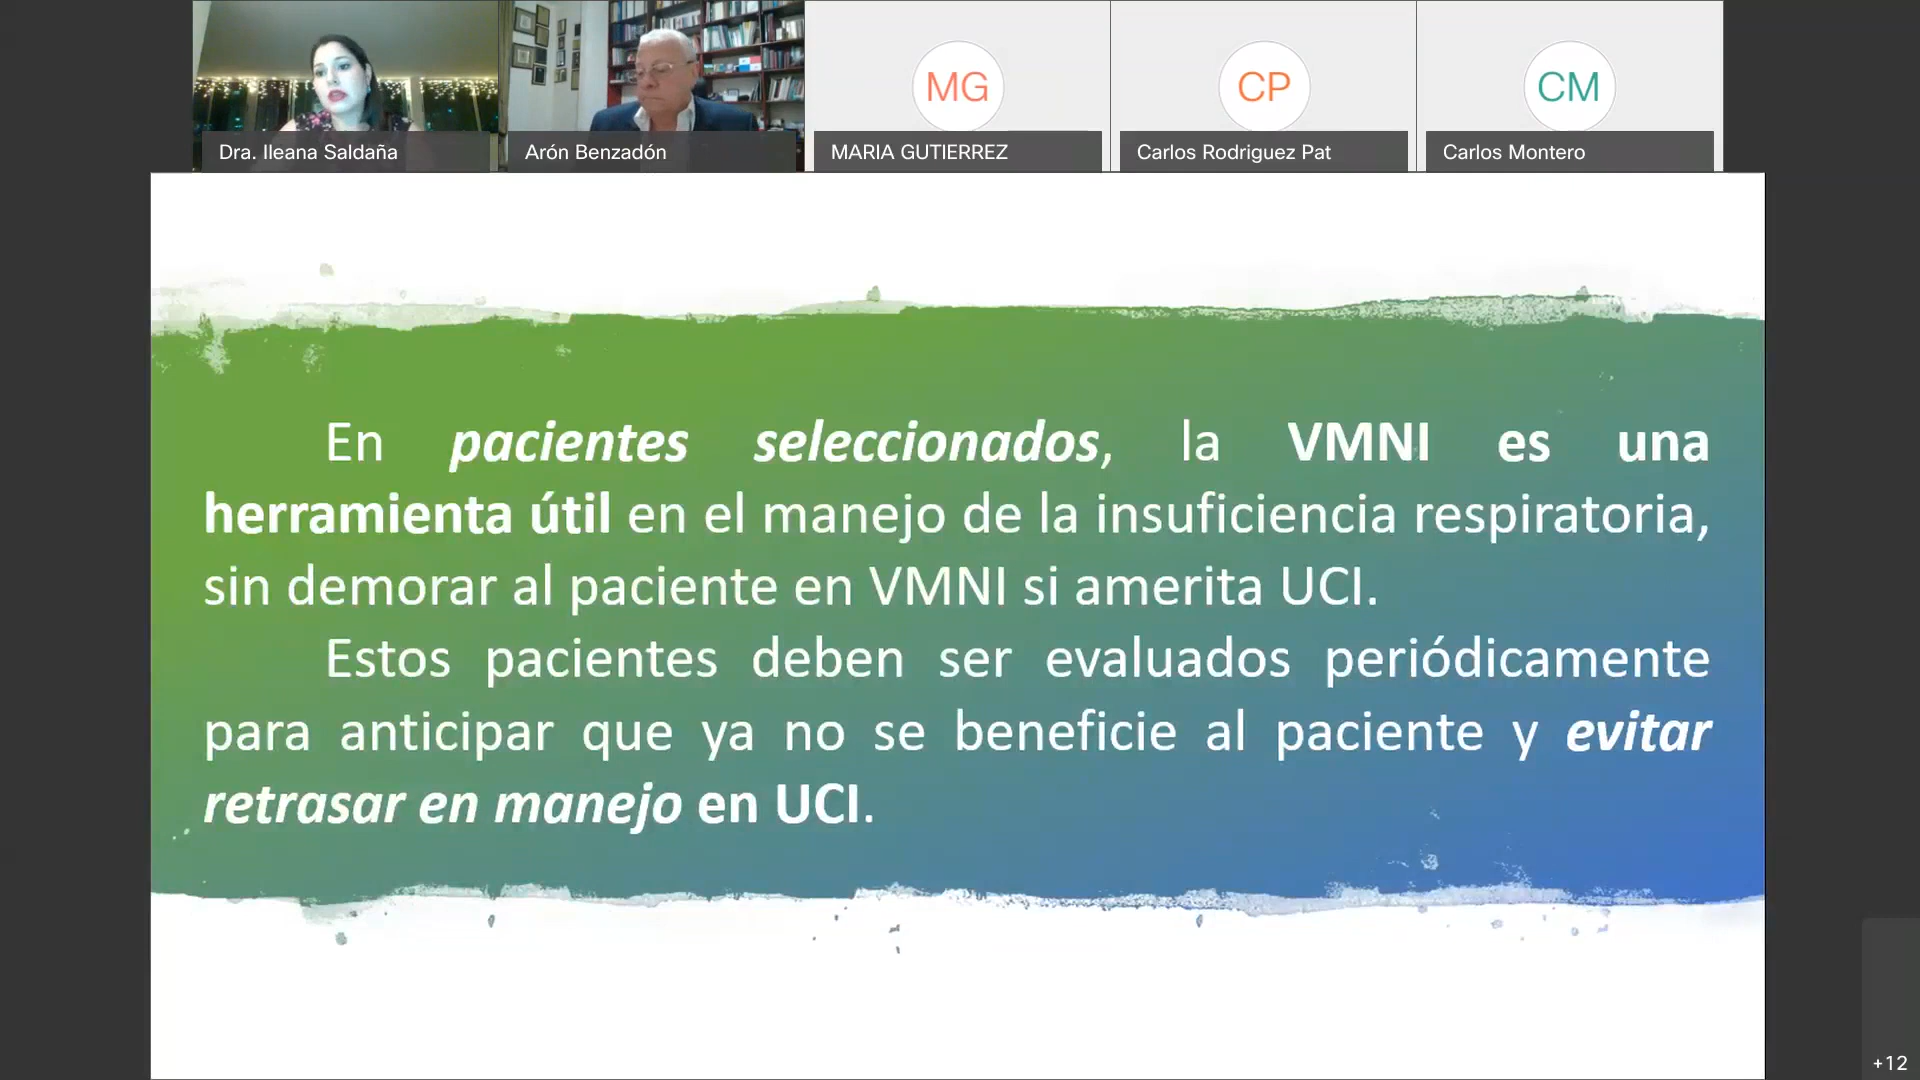 MG
CP
CM
Dra. Ileana Saldaña
Arón Benzadón
MARIA GUTIERREZ
Carlos Rodriguez Pat
Carlos Montero
En pacientes seleccionados, la VMNI es una
herramienta útil en el manejo de la insuficiencia respiratoria,
sin demorar al paciente en VMNI si amerita UCI.
Estos pacientes deben ser evaluados periódicamente
para anticipar que ya no se beneficie al paciente y evitar
retrasar en manejo en UCI.
+12